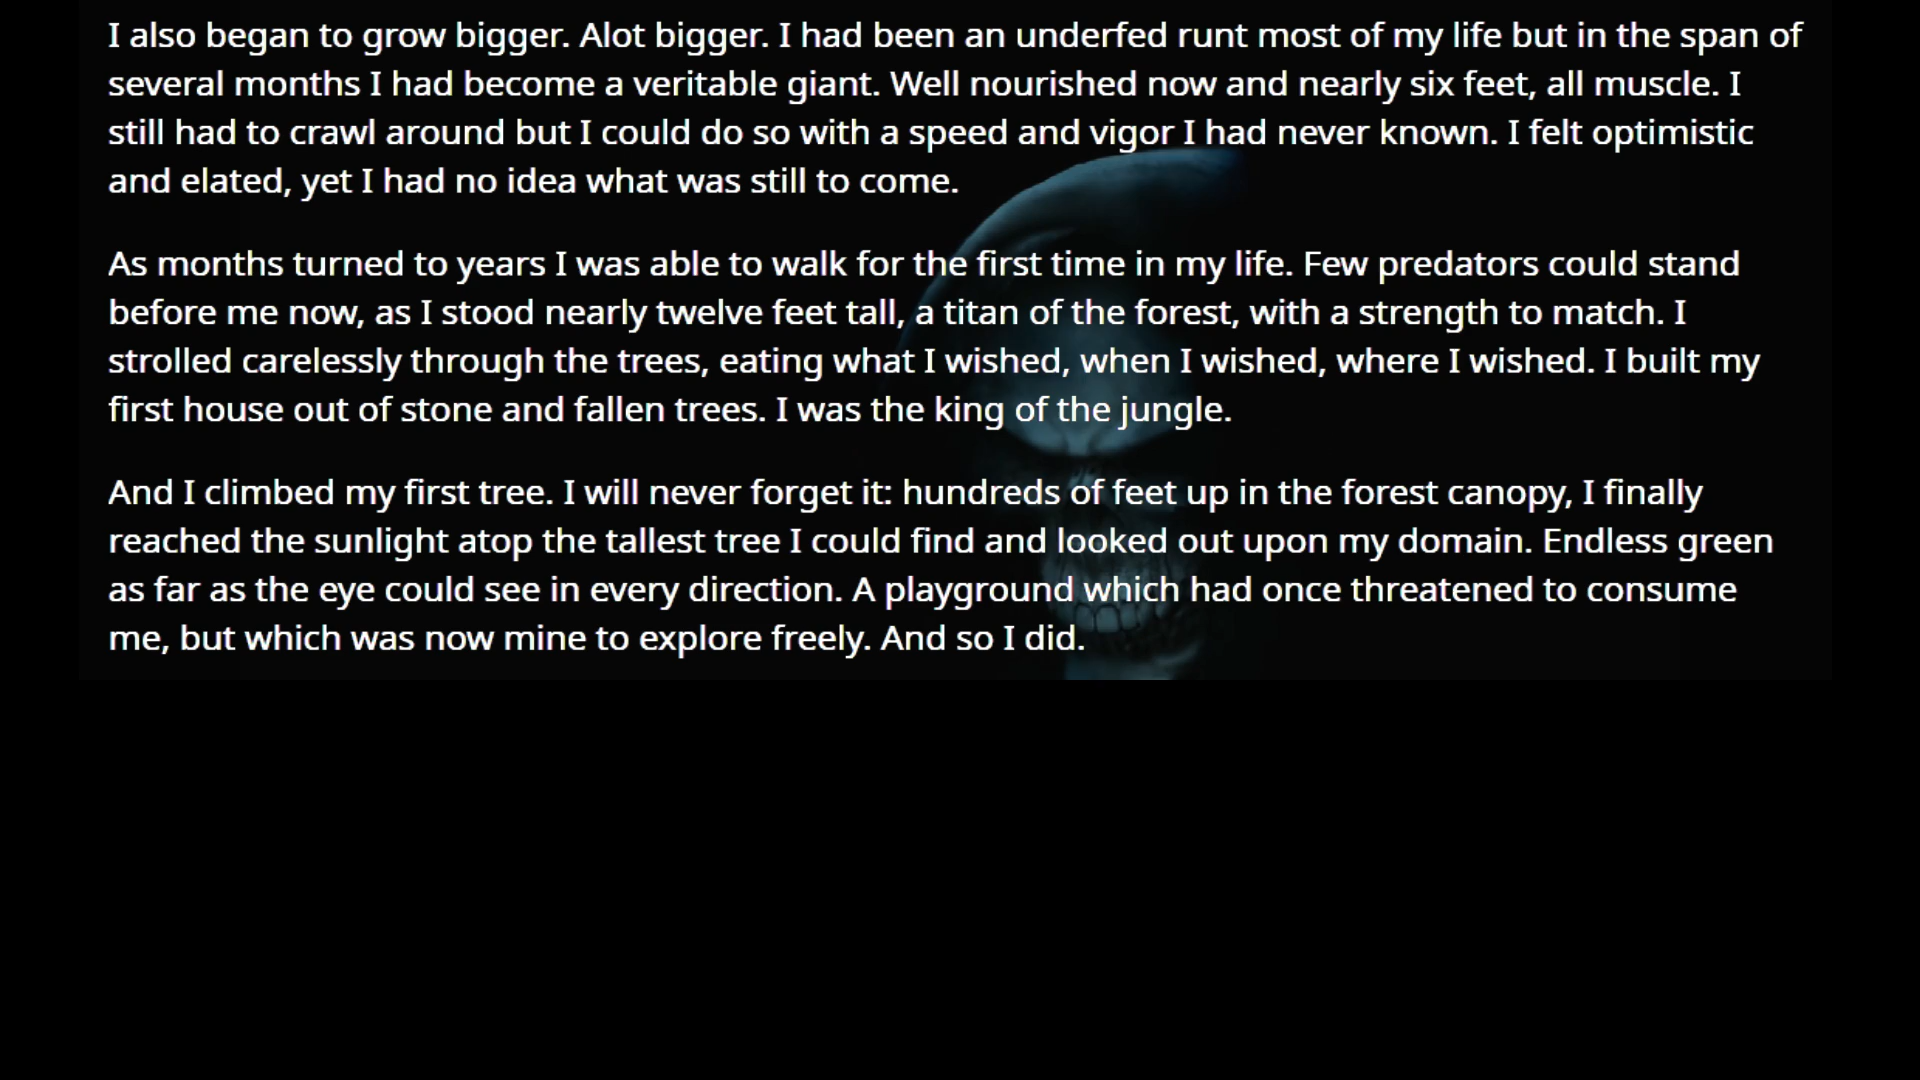 I also began to grow bigger. Alot bigger. I had been an underfed runt most of my life but in the span of
several months I had become a veritable giant. Well nourished now and nearly six feet, all muscle. I
still had to crawl around but I could do so with a speed and vigor I had never known. I felt optimistic
and elated, yet I had no idea what was still to come.
As months turned to years I was able to walk for the first time in my life. Few predators could stand
before me now, as I stood nearly twelve feet tall, a titan of the forest, with a strength to match. I
strolled carelessly through the trees, eating what I wished, when I wished, where I wished. I built my
first house out of stone and fallen trees. I was the king of the jungle.
And I climbed my first tree. I will never forget it: hundreds of feet up in the forest canopy, I finally
reached the sunlight atop the tallest tree I could find and looked out upon my domain. Endless green
as far as the eye could see in every direction. A playground which had once threatened to consume
me, but which was now mine to explore freely. And so I did.